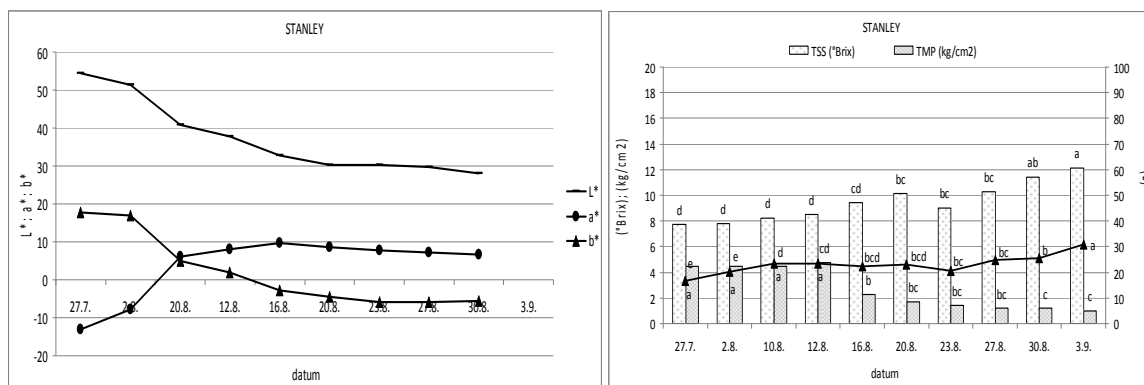 STANLEY
60
50
40
30
20
10
0
-10
-20
L*; a*; b*
27.7. 2.8. 20.8. 12.8. 16.8. 20.8. 23.8. 27.8. 30.8. 3.9.
datum
L*
a*
b*
STANLEY
TSS (°Brix) TMP (kg/cm2)
20
18
16
14
12
10
8
6
4
2
0
(°Brix); (kg/cm 2)
100
90
80
70
60
50
40
30
20
10
0
d d d d cd bc bc bc ab a
e e d cd bcd bcd bc bc b a
a a a a b bc bc c c c
27.7. 2.8. 10.8. 12.8. 16.8. 20.8. 23.8. 27.8. 30.8. 3.9.
datum